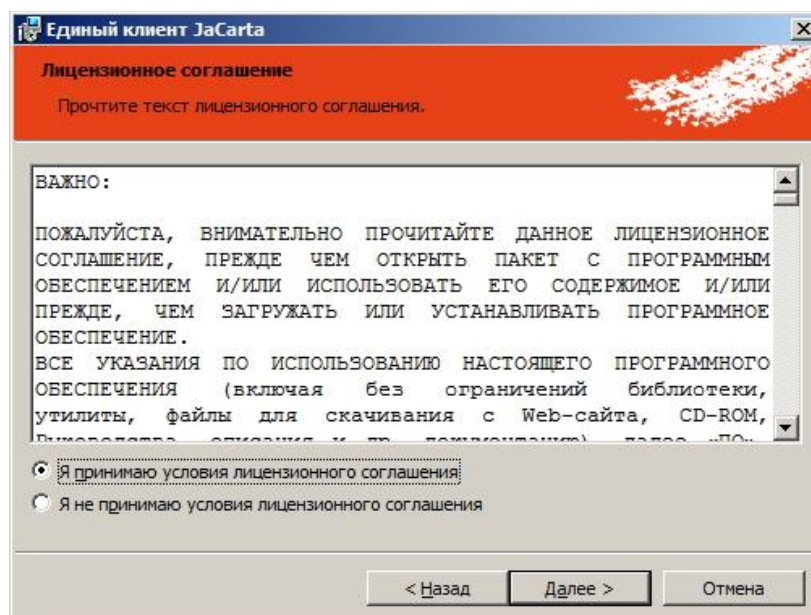 Единый клиент JaCarta
Лицензионное соглашение
Прочтите текст лицензионного соглашения.
ВАЖНО:
ПОЖАЛУЙСТА, ВНИМАТЕЛЬНО ПРОЧИТАЙТЕ ДАННОЕ ЛИЦЕНЗИОННОЕ
СОГЛАШЕНИЕ, ПРЕЖДЕ ЧЕМ ОТКРЫТЬ ПАКЕТ С ПРОГРАММНЫМ
ОБЕСПЕЧЕНИЕМ И/ИЛИ ИСПОЛЬЗОВАТЬ ЕГО СОДЕРЖИМОЕ И/ИЛИ
ПРЕЖДЕ, ЧЕМ ЗАГРУЖАТЬ ИЛИ УСТАНАВЛИВАТЬ ПРОГРАММНОЕ
ОБЕСПЕЧЕНИЕ.
ВСЕ УКАЗАНИЯ ПО ИСПОЛЬЗОВАНИЮ НАСТОЯЩЕГО ПРОГРАММНОГО
ОБЕСПЕЧЕНИЯ (включая без ограничений библиотеки,
утилиты, файлы для скачивания с Web-сайта, CD-ROM,
Я принимаю условия лицензионного соглашения
Я не принимаю условия лицензионного соглашения
< Назад
Далее >
Отмена